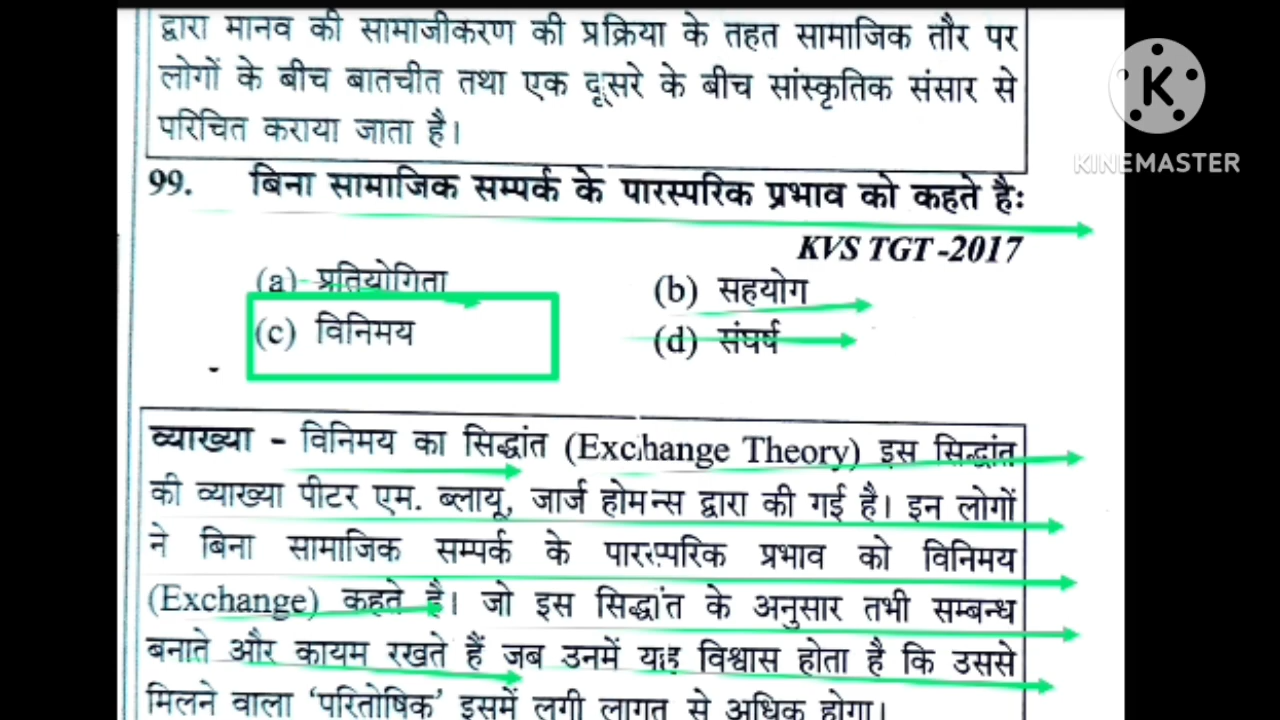 द्वारा मानव की सामाजीकरण की प्रक्रिया के तहत सामाजिक तौर पर
लोगों के बीच बातचीत तथा एक दूसरे के बीच सांस्कृतिक संसार से
परिचित कराया जाता है।
99. बिना सामाजिक सम्पर्क के पारस्परिक प्रभाव को कहते है:
KVS TGT -2017
(a) प्रतियोगिता (b) सहयोग
(c) विनिमय (d) संघर्ष
व्याख्या - विनिमय का सिद्धांत (Exchange Theory) इस सिद्धांत
की व्याख्या पीटर एम. ब्लायू, जार्ज होमन्स द्वारा की गई है। इन लोगों
ने बिना सामाजिक सम्पर्क के पारस्परिक प्रभाव को विनिमय
(Exchange) कहते है। जो इस सिद्धांत के अनुसार तभी सम्बन्ध
बनाते और कायम रखते हैं जब उनमें यह विश्वास होता है कि उससे
मिलने वाला ‘परितोषिक’ इसमें लगी लागत से अधिक होगा।
K
KINEMASTER